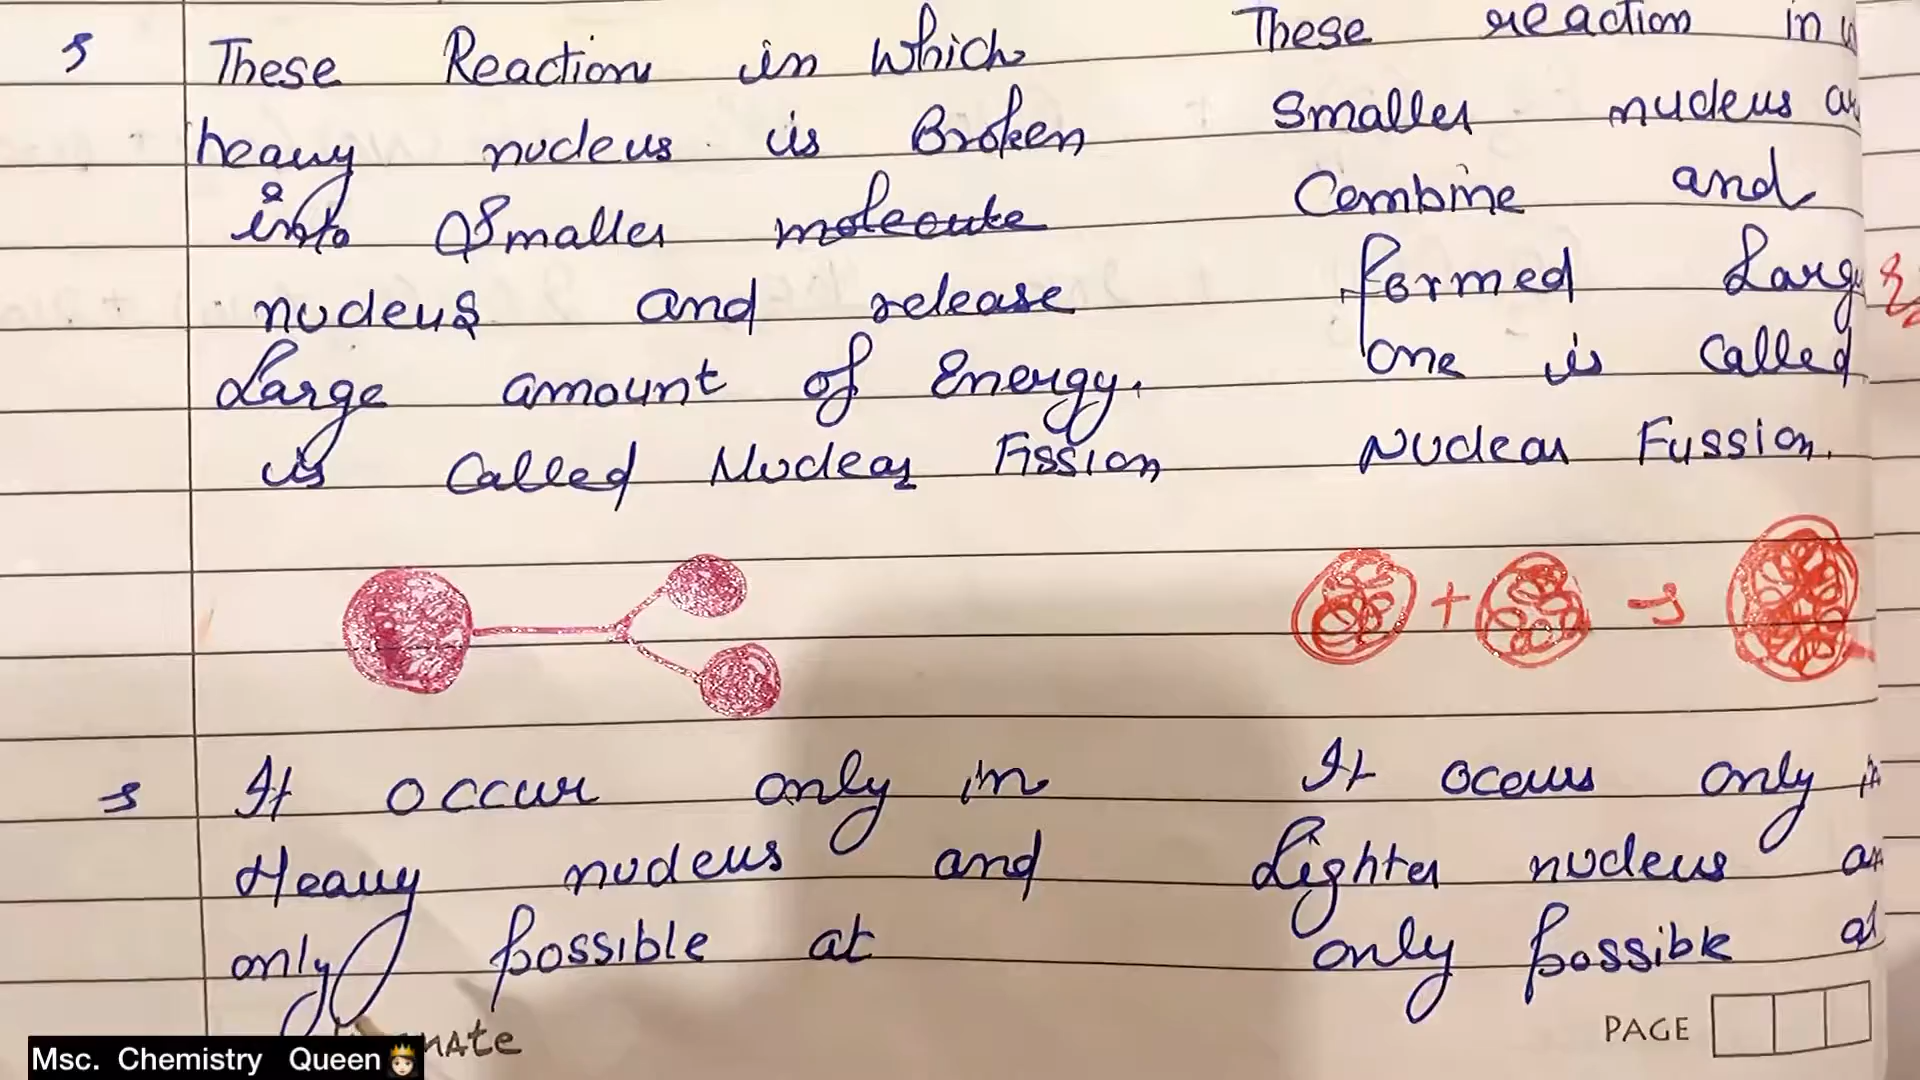 These Reaction in which
heavy nucleus is Broken
into Smaller molecule
nucleus and release
Large amount of Energy.
is Called Nuclear Fission
These reaction in
Smaller nucleus
Combine and
formed Large
One is Called
Nuclear Fussion.
+
It occur only in
Heavy nucleus and
only possible at
It occurs only
Lighter nucleus
only possible at
PAGE
Msc. Chemistry Queen